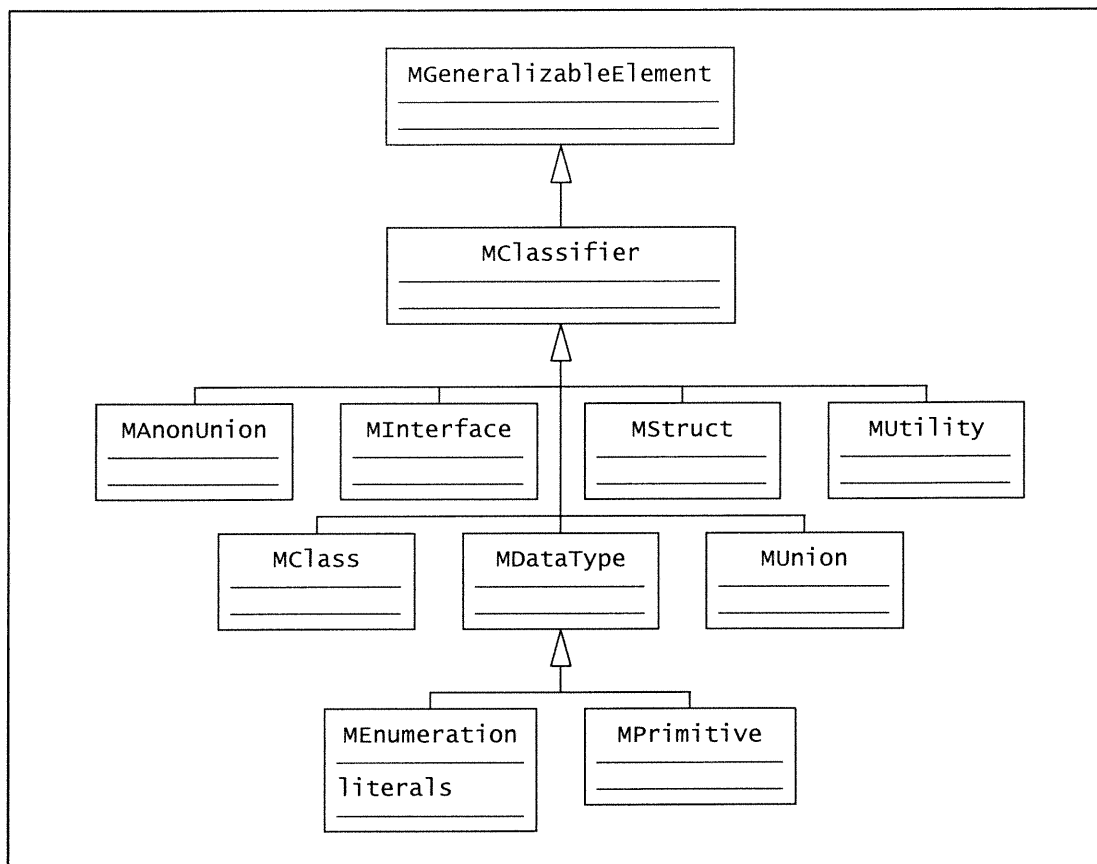 MGeneralizableElement
MClassifier
MAnonUnion
MInterface
MStruct
MUtility
MClass
MDataType
MUnion
MEnumeration
literals
MPrimitive